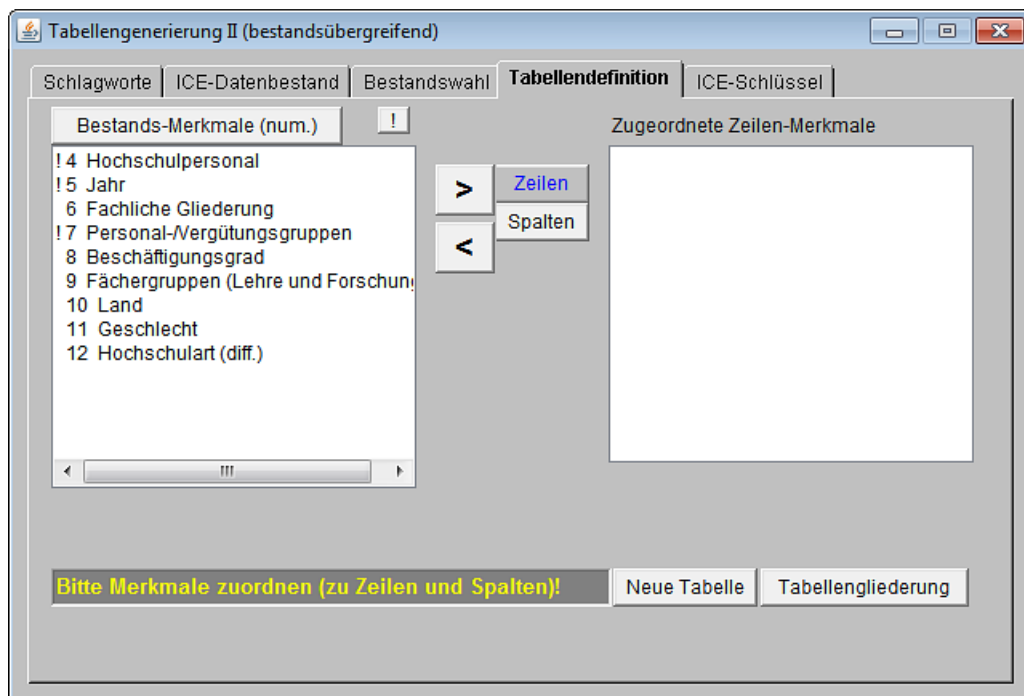 Tabellengenerierung II (bestandsübergreifend)
Schlagworte ICE-Datenbestand Bestandswahl Tabellendefinition ICE-Schlüssel
Bestands-Merkmale (num.) ! Zugeordnete Zeilen-Merkmale
! 4 Hochschulpersonal
! 5 Jahr
6 Fachliche Gliederung
! 7 Personal-/Vergütungsgruppen
8 Beschäftigungsgrad
9 Fächergruppen (Lehre und Forschung
10 Land
11 Geschlecht
12 Hochschulart (diff.)
> Zeilen
Spalten
<
Bitte Merkmale zuordnen (zu Zeilen und Spalten)! Neue Tabelle Tabellengliederung